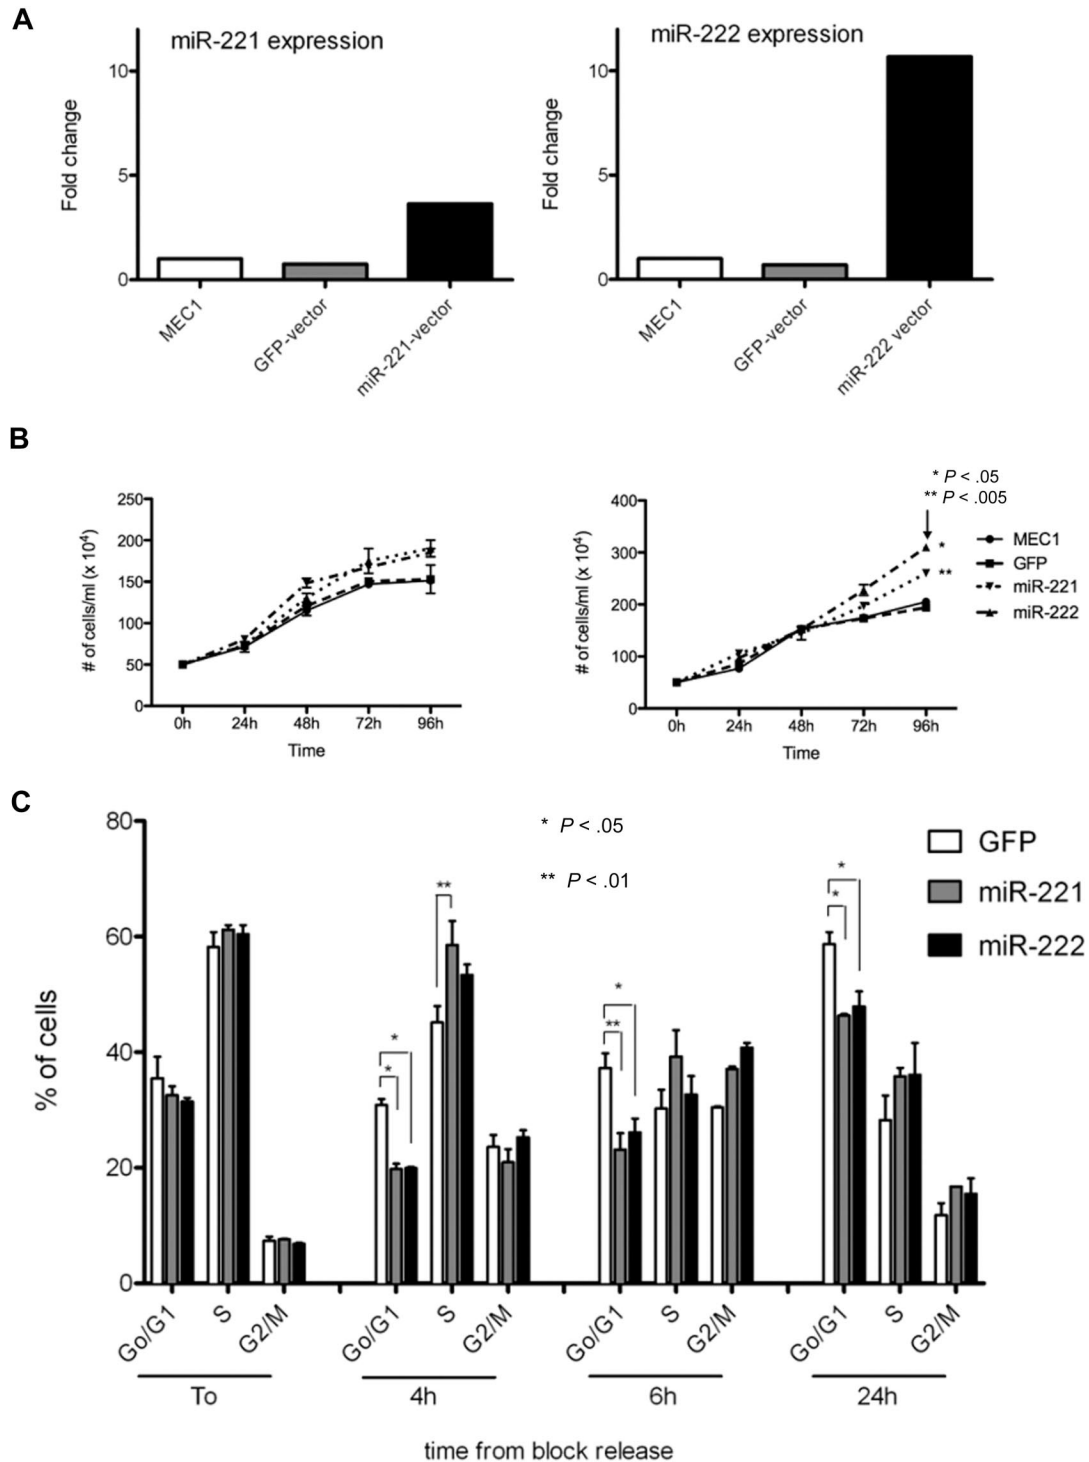 A
miR-221 expression
Fold change
10
5
0
MEC1
GFP-vector
miR-221-vector
miR-222 expression
Fold change
10
5
0
MEC1
GFP-vector
miR-222 vector
B
# of cells/ml (x 10⁴)
250
200
150
100
50
0
0h 24h 48h 72h 96h
Time
# of cells/ml (x 10⁴)
400
300
200
100
0
0h 24h 48h 72h 96h
Time
* P < .05
** P < .005
*
**
MEC1
GFP
miR-221
miR-222
C
% of cells
80
60
40
20
0
* P < .05
** P < .01
GFP
miR-221
miR-222
*
*
**
*
**
*
*
Go/G1 S G2/M Go/G1 S G2/M Go/G1 S G2/M Go/G1 S G2/M
To 4h 6h 24h
time from block release